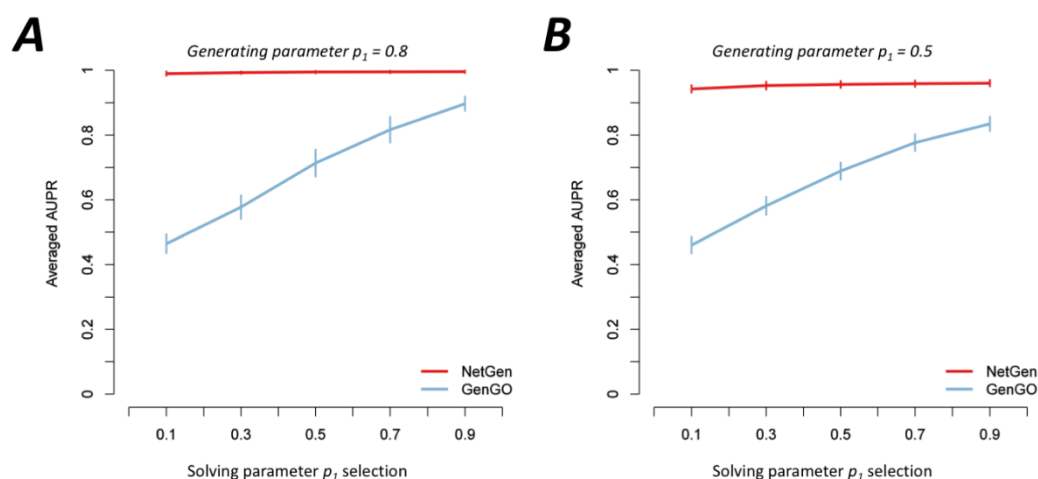 A
Generating parameter p₁ = 0.8
Averaged AUPR
1
0.8
0.6
0.4
0.2
0
NetGen
GenGO
0.1 0.3 0.5 0.7 0.9
Solving parameter p₁ selection
B
Generating parameter p₁ = 0.5
Averaged AUPR
1
0.8
0.6
0.4
0.2
0
NetGen
GenGO
0.1 0.3 0.5 0.7 0.9
Solving parameter p₁ selection